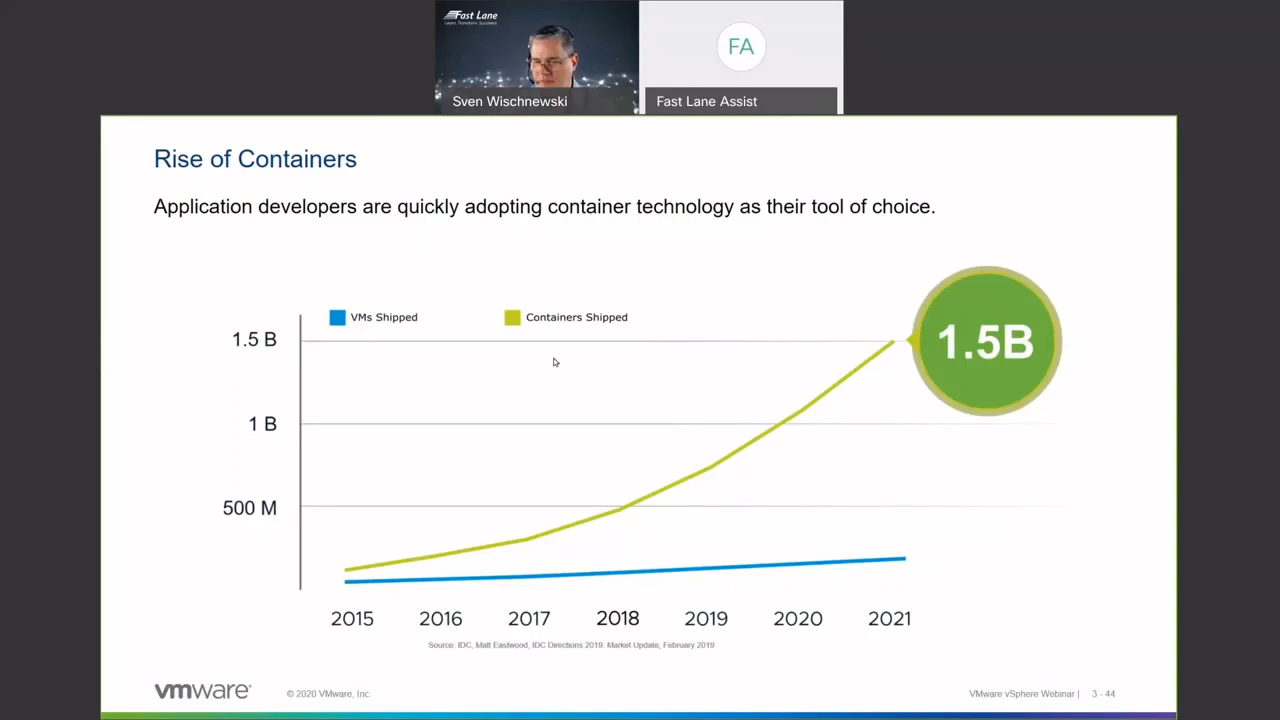 Fast Lane
Learn. Transform. Succeed.
FA
Sven Wischnewski
Fast Lane Assist
Rise of Containers
Application developers are quickly adopting container technology as their tool of choice.
VMs Shipped
Containers Shipped
1.5 B
1.5B
1 B
500 M
2015 2016 2017 2018 2019 2020 2021
Source: IDC, Matt Eastwood, IDC Directions 2019: Market Update, February 2019
vmware®
© 2020 VMware, Inc.
VMware vSphere Webinar | 3 - 44